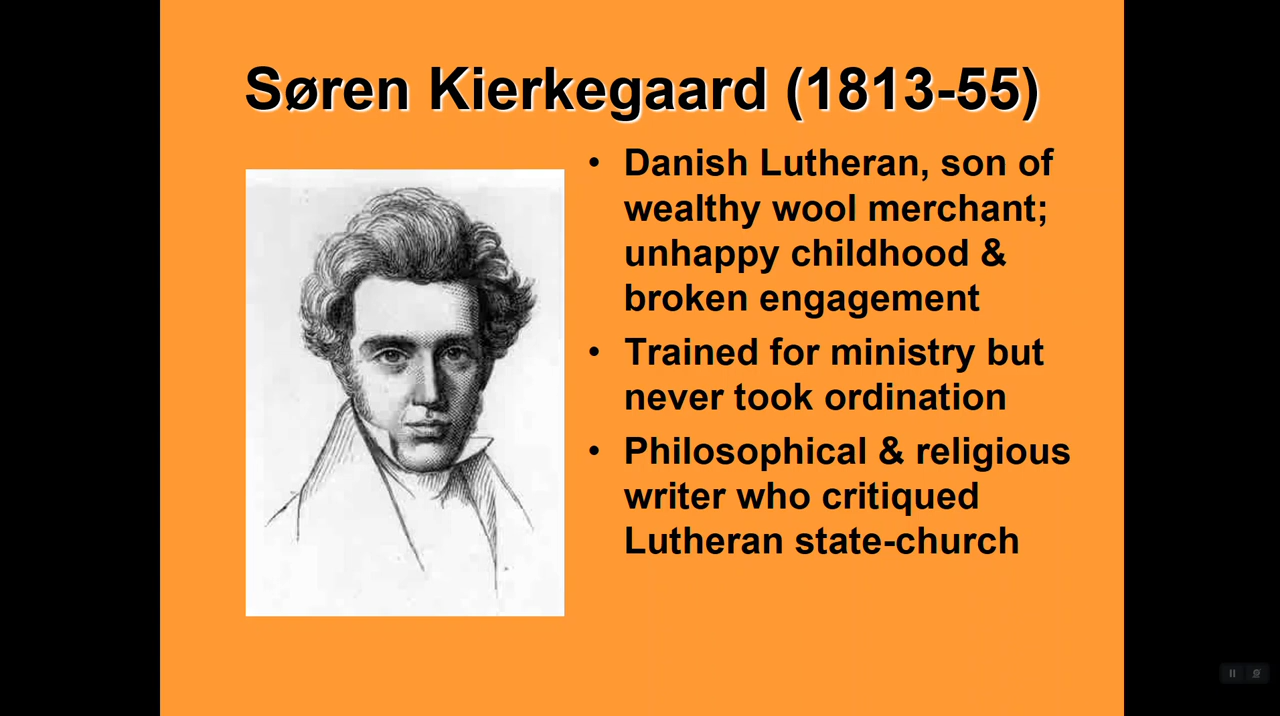 Søren Kierkegaard (1813-55)
• Danish Lutheran, son of
wealthy wool merchant;
unhappy childhood &
broken engagement
• Trained for ministry but
never took ordination
• Philosophical & religious
writer who critiqued
Lutheran state-church